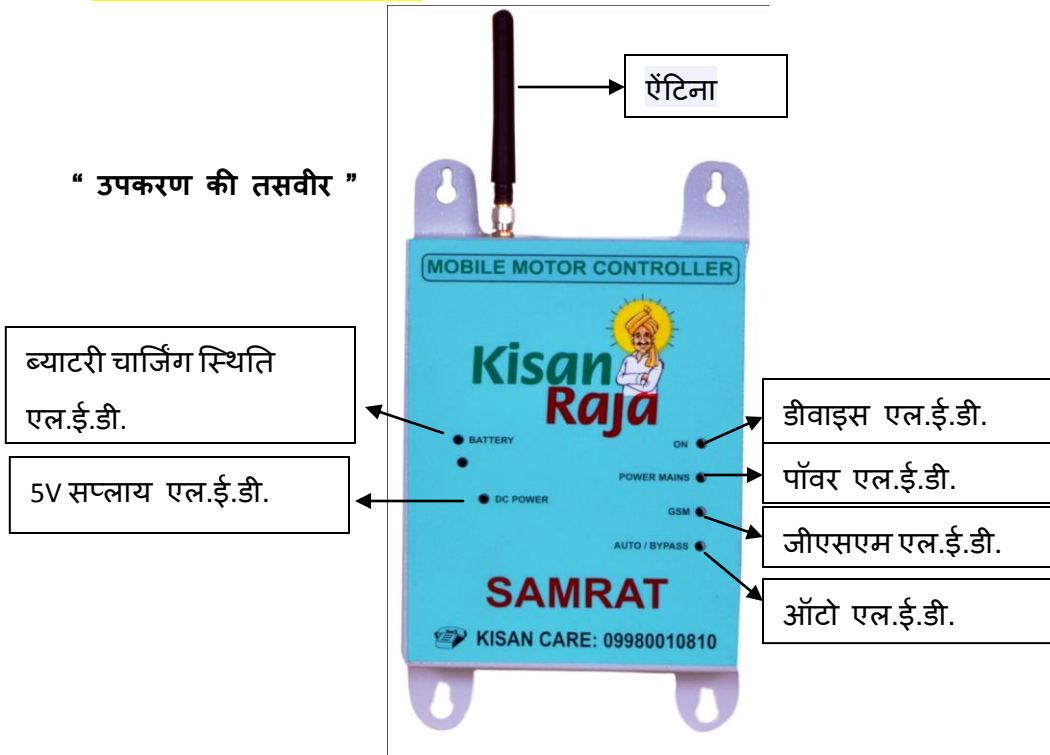 ऐंटिना
“ उपकरण की तसवीर ”
MOBILE MOTOR CONTROLLER
Kisan
Raja
ब्याटरी चार्जिंग स्थिति
एल.ई.डी.
5V सप्लाय एल.ई.डी.
BATTERY
DC POWER
ON
POWER MAINS
GSM
AUTO / BYPASS
डीवाइस एल.ई.डी.
पॉवर एल.ई.डी.
जीएसएम एल.ई.डी.
ऑटो एल.ई.डी.
SAMRAT
KISAN CARE: 09980010810